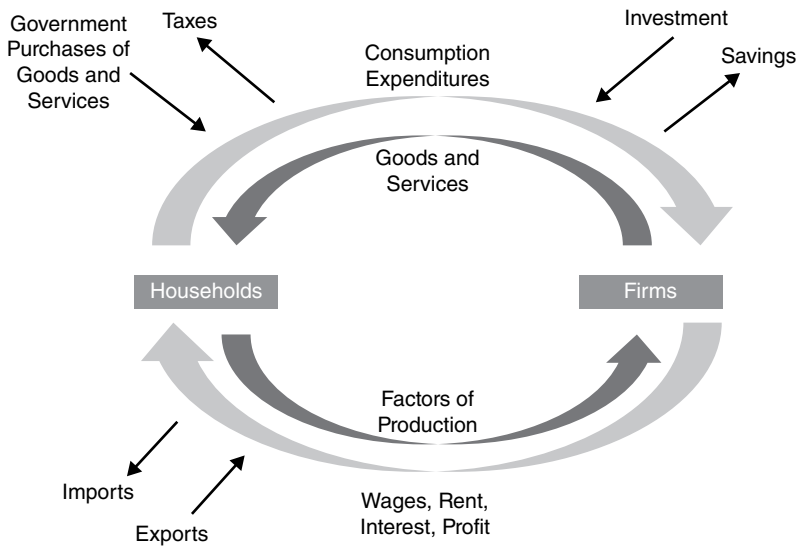 Government
Purchases of
Goods and
Services
Taxes
Consumption
Expenditures
Investment
Savings
Goods and
Services
Households
Firms
Factors of
Production
Imports
Exports
Wages, Rent,
Interest, Profit